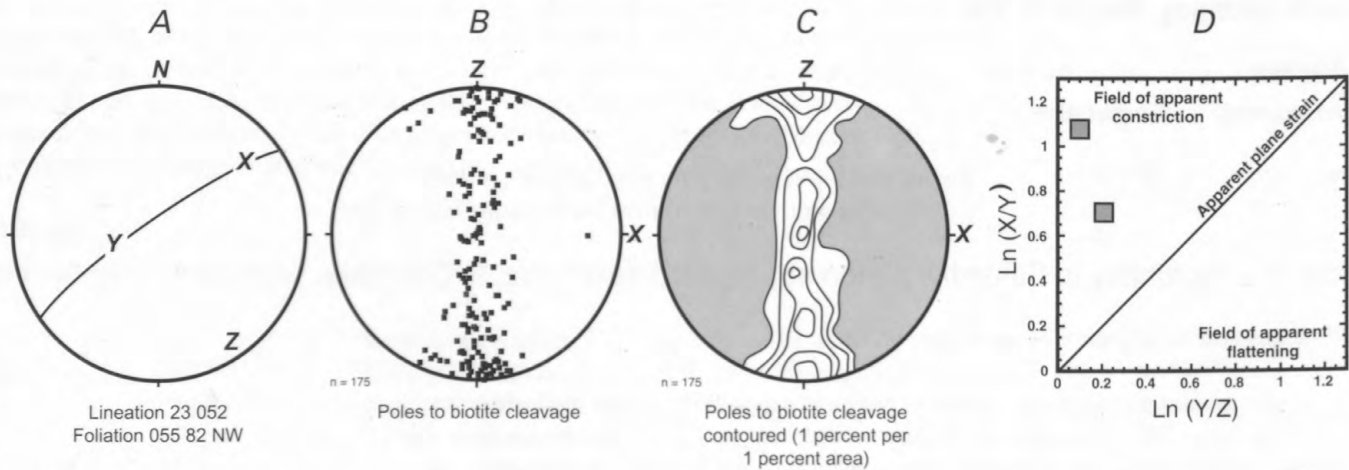 A
B
C
D
N
X
Y
Z
Lineation 23 052
Foliation 055 82 NW
Z
X
n = 175
Poles to biotite cleavage
Z
X
n = 175
Poles to biotite cleavage
contoured (1 percent per
1 percent area)
Ln (X/Y)
1.2
1
0.8
0.6
0.4
0.2
0
Field of apparent
constriction
Apparent plane strain
Field of apparent
flattening
0 0.2 0.4 0.6 0.8 1 1.2
Ln (Y/Z)